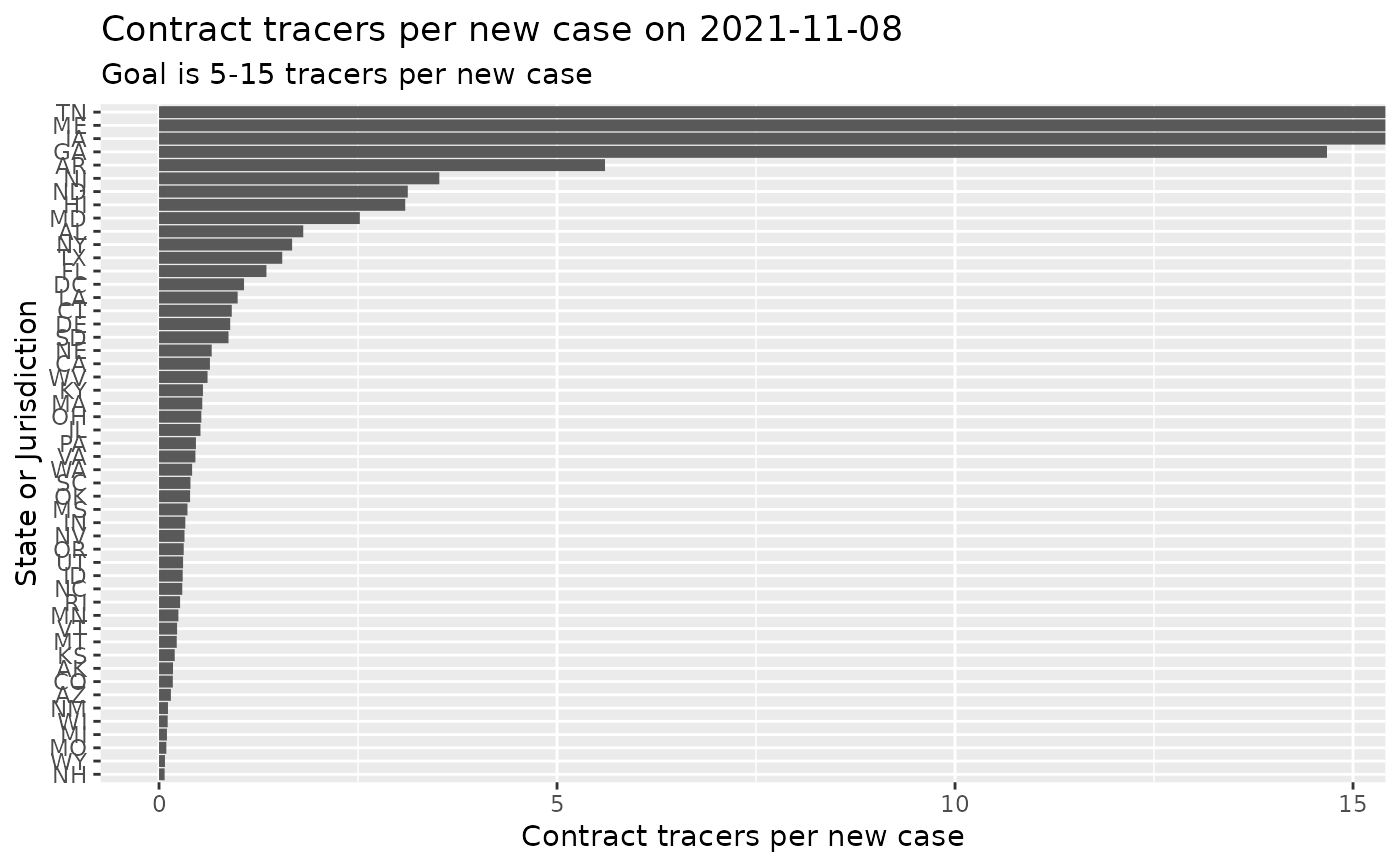 Contract tracers per new case on 2021-11-08
Goal is 5-15 tracers per new case
State or Jurisdiction
TN
ME
IA
GA
AR
NJ
ND
HI
MD
AL
NY
TX
FL
DC
LA
CT
DE
SD
NE
CA
WV
KY
MA
OH
IL
PA
VA
WA
SC
OK
MS
IN
NV
OR
UT
ID
NC
RI
MN
VT
MT
KS
AK
CO
AZ
NM
WI
MI
MO
WY
NH
0 5 10 15
Contract tracers per new case